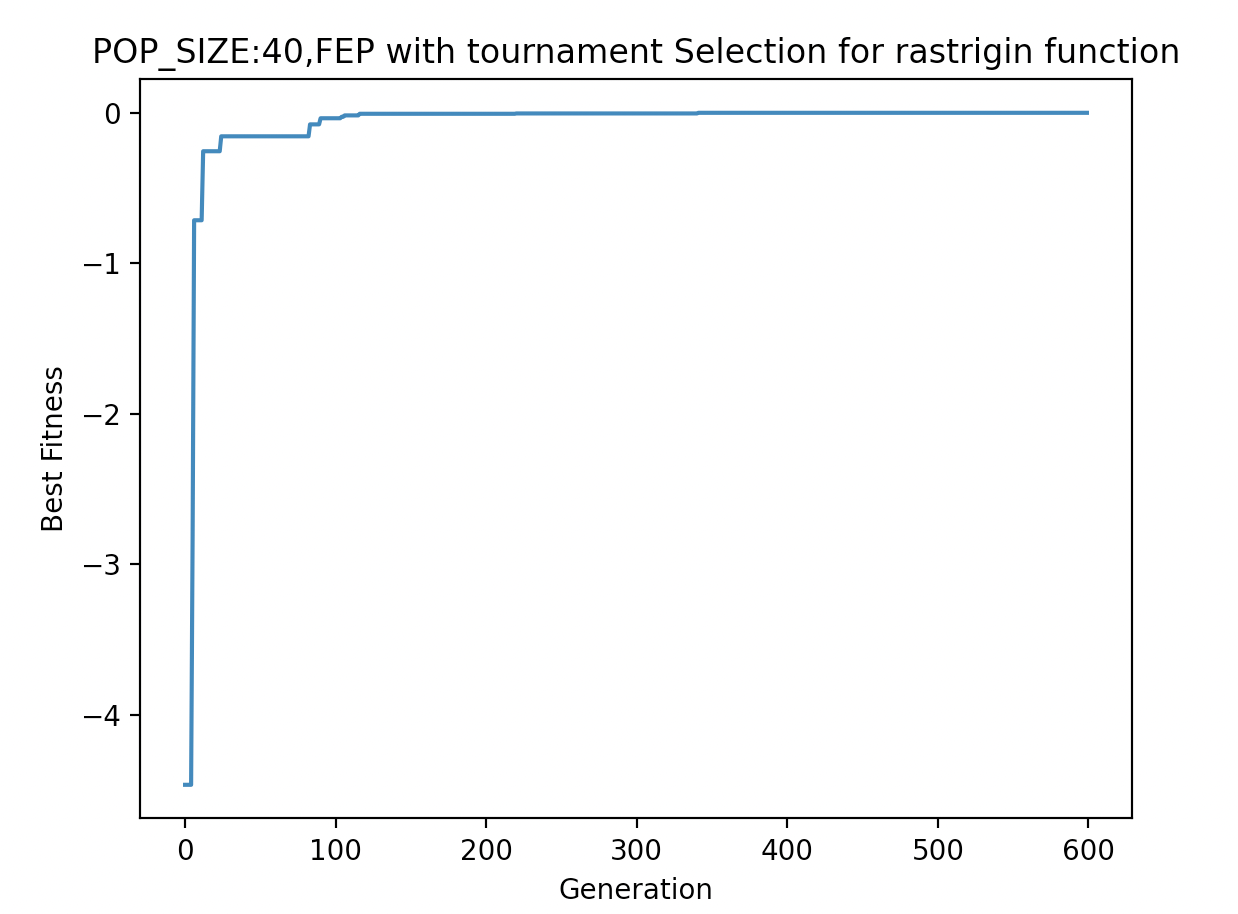 POP_SIZE:40,FEP with tournament Selection for rastrigin function
0
−1
−2
−3
−4
Best Fitness
0 100 200 300 400 500 600
Generation